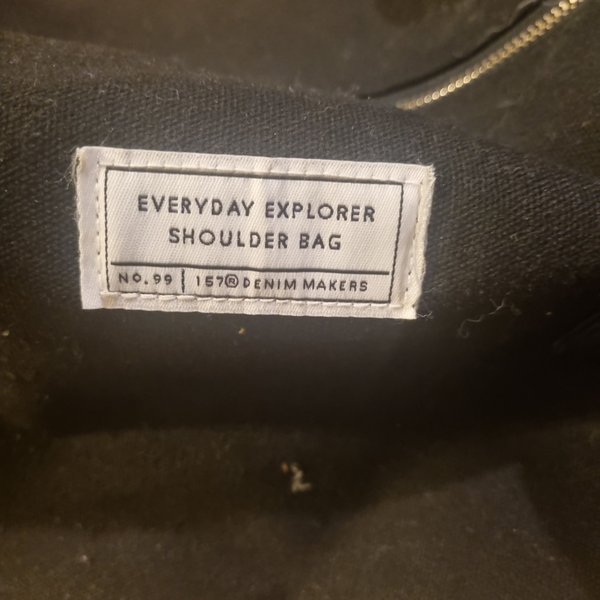 EVERYDAY EXPLORER
SHOULDER BAG
NO. 99 | 157® DENIM MAKERS